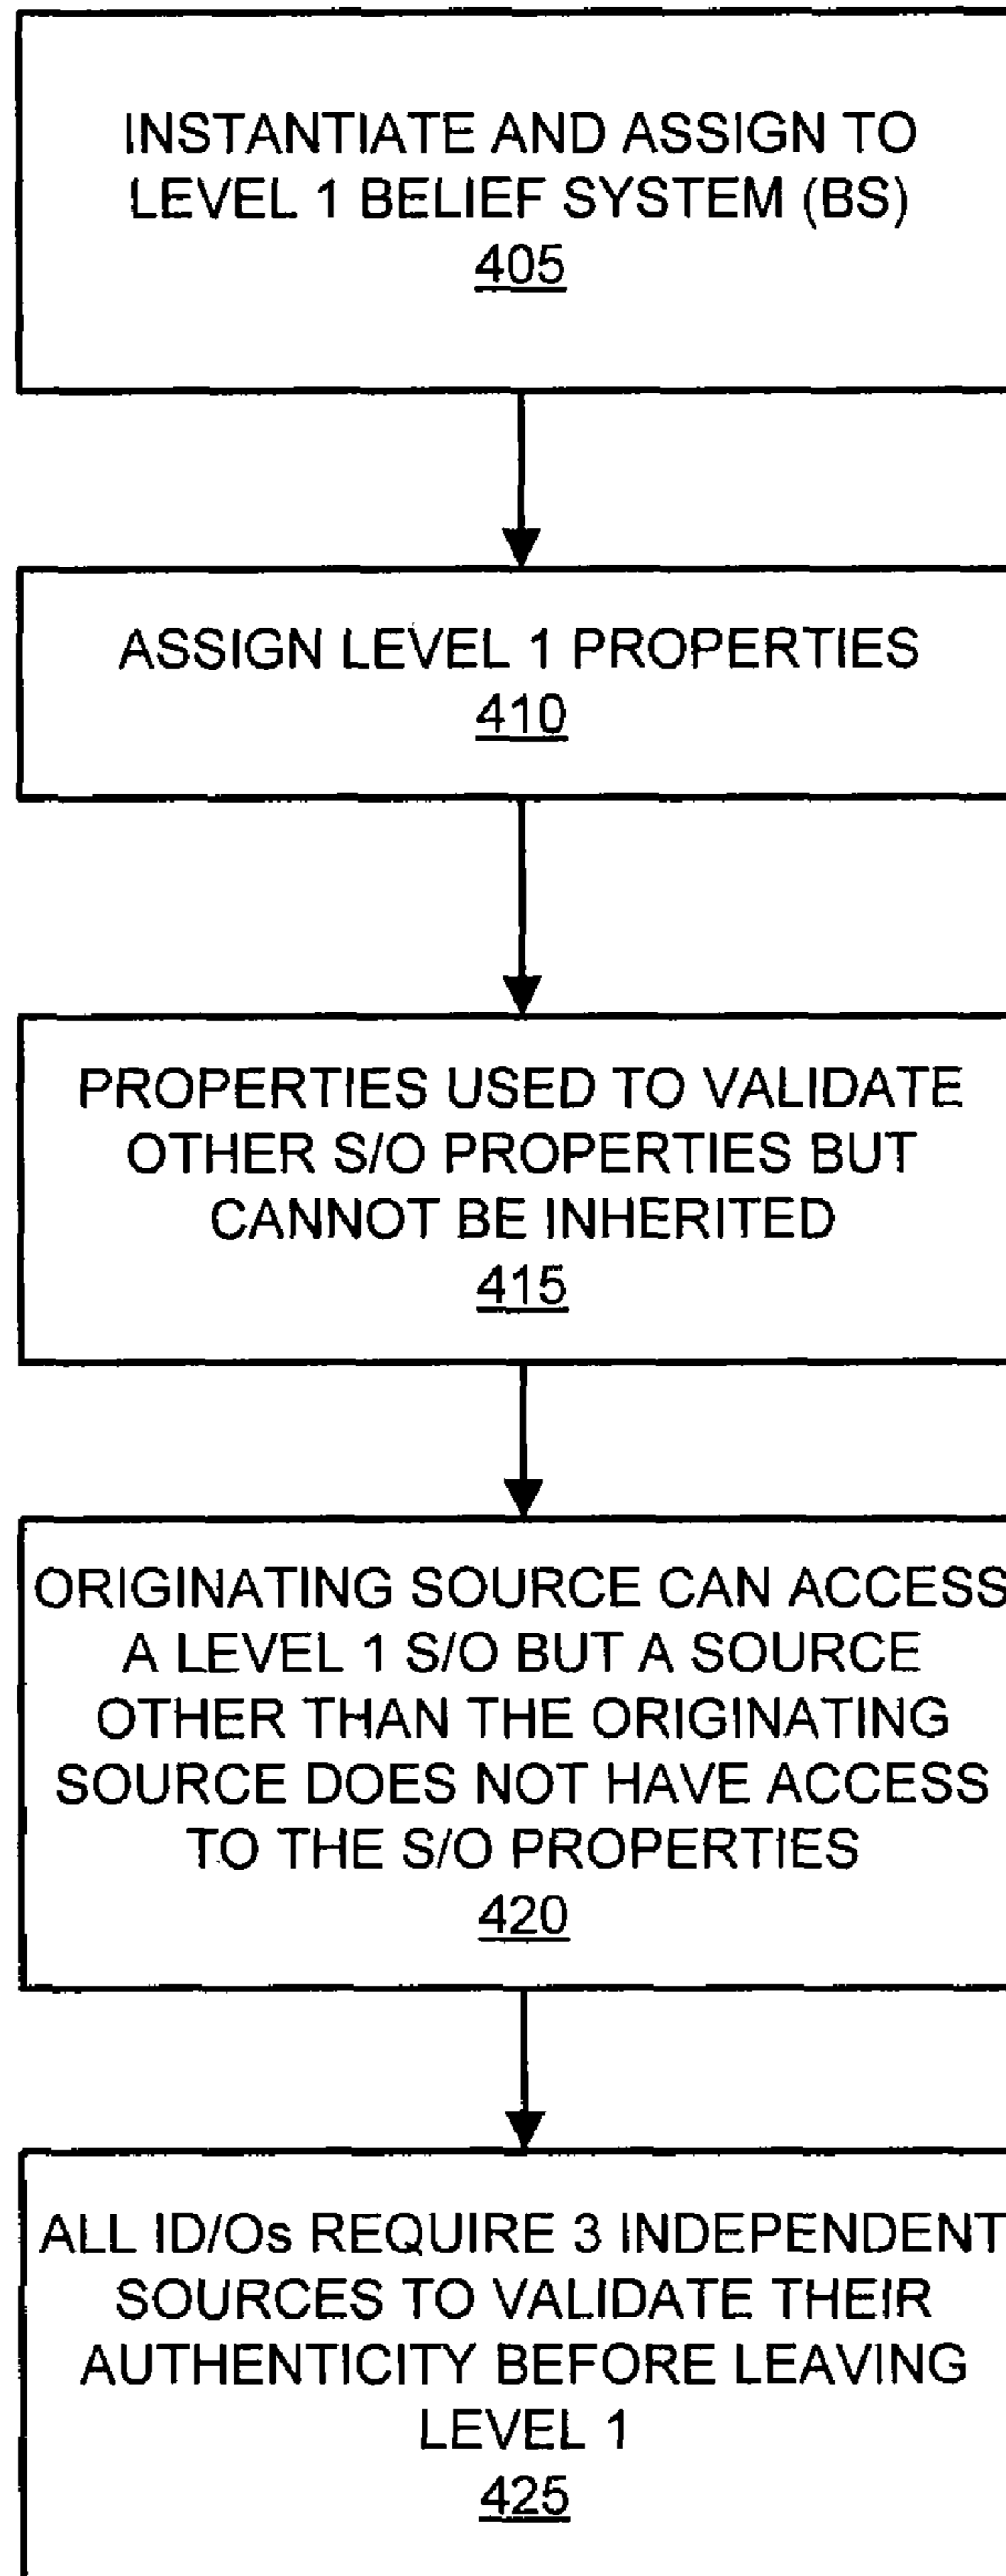 INSTANTIATE AND ASSIGN TO
LEVEL 1 BELIEF SYSTEM (BS)
405
ASSIGN LEVEL 1 PROPERTIES
410
PROPERTIES USED TO VALIDATE
OTHER S/O PROPERTIES BUT
CANNOT BE INHERITED
415
ORIGINATING SOURCE CAN ACCESS
A LEVEL 1 S/O BUT A SOURCE
OTHER THAN THE ORIGINATING
SOURCE DOES NOT HAVE ACCESS
TO THE S/O PROPERTIES
420
ALL ID/Os REQUIRE 3 INDEPENDENT
SOURCES TO VALIDATE THEIR
AUTHENTICITY BEFORE LEAVING
LEVEL 1
425